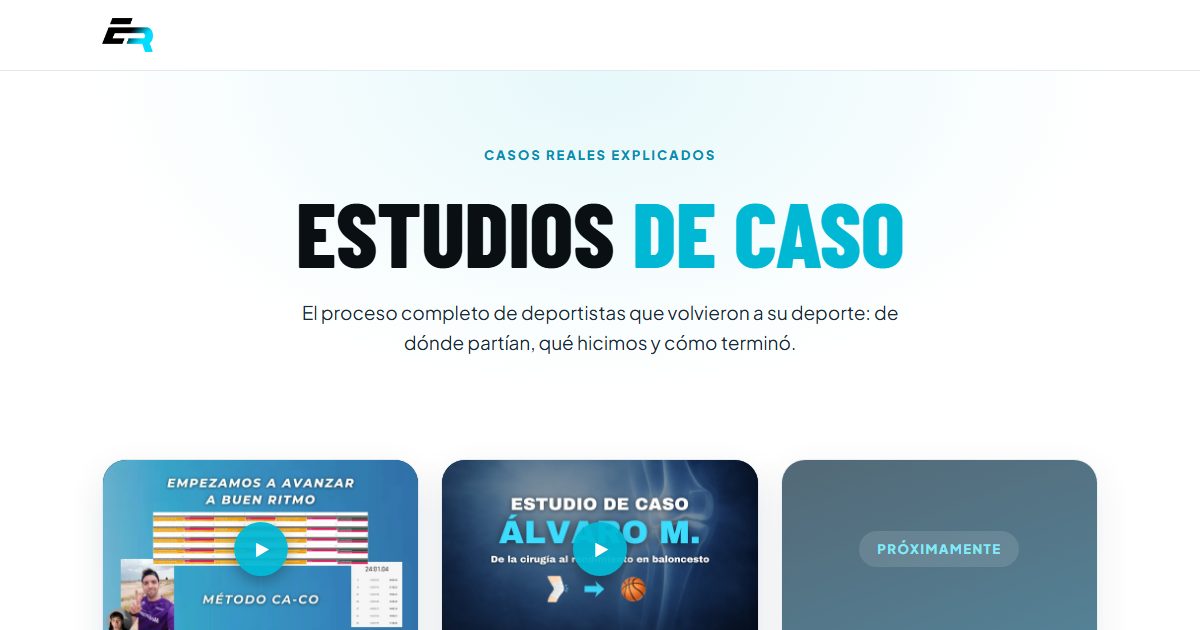 ER
CASOS REALES EXPLICADOS
ESTUDIOS DE CASO
El proceso completo de deportistas que volvieron a su deporte: de
dónde partían, qué hicimos y cómo terminó.
EMPEZAMOS A AVANZAR
A BUEN RITMO
24:01.04
MÉTODO CA-CO
ESTUDIO DE CASO
ÁLVARO M.
De la cirugía al rendimiento en baloncesto
PRÓXIMAMENTE